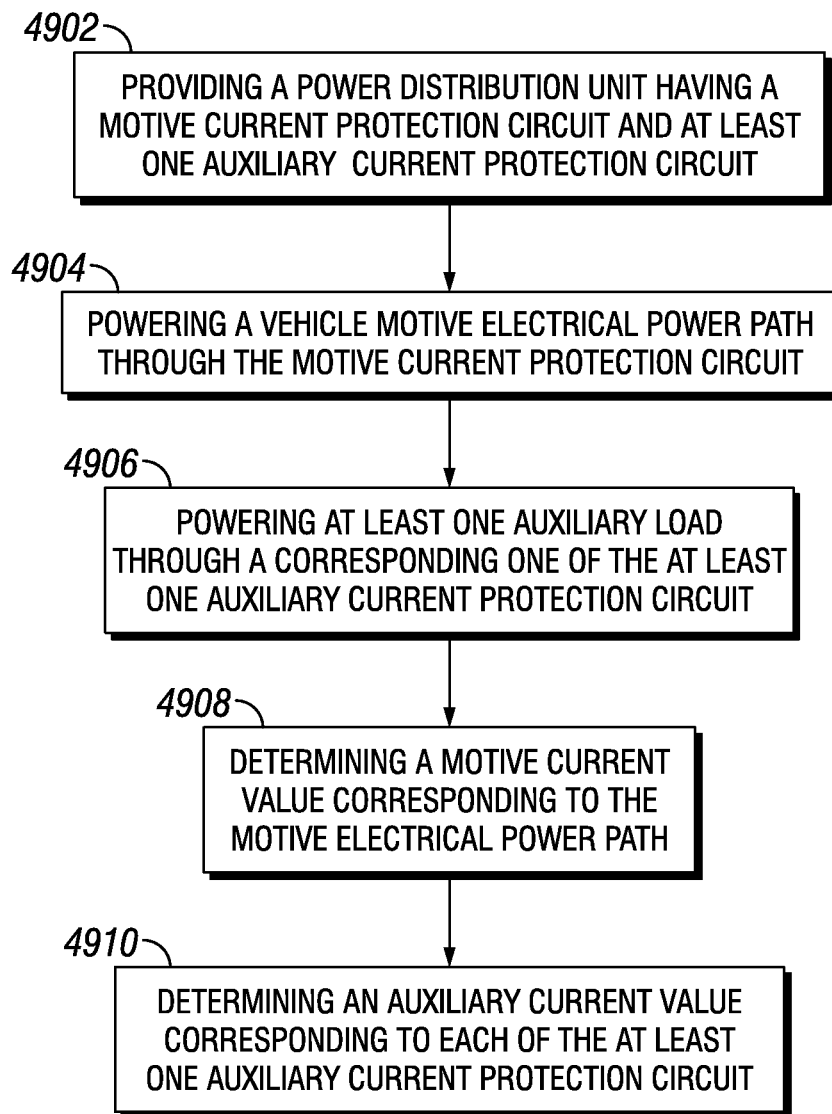 4902
PROVIDING A POWER DISTRIBUTION UNIT HAVING A
MOTIVE CURRENT PROTECTION CIRCUIT AND AT LEAST
ONE AUXILIARY CURRENT PROTECTION CIRCUIT
4904
POWERING A VEHICLE MOTIVE ELECTRICAL POWER PATH
THROUGH THE MOTIVE CURRENT PROTECTION CIRCUIT
4906
POWERING AT LEAST ONE AUXILIARY LOAD
THROUGH A CORRESPONDING ONE OF THE AT LEAST
ONE AUXILIARY CURRENT PROTECTION CIRCUIT
4908
DETERMINING A MOTIVE CURRENT
VALUE CORRESPONDING TO THE
MOTIVE ELECTRICAL POWER PATH
4910
DETERMINING AN AUXILIARY CURRENT VALUE
CORRESPONDING TO EACH OF THE AT LEAST
ONE AUXILIARY CURRENT PROTECTION CIRCUIT